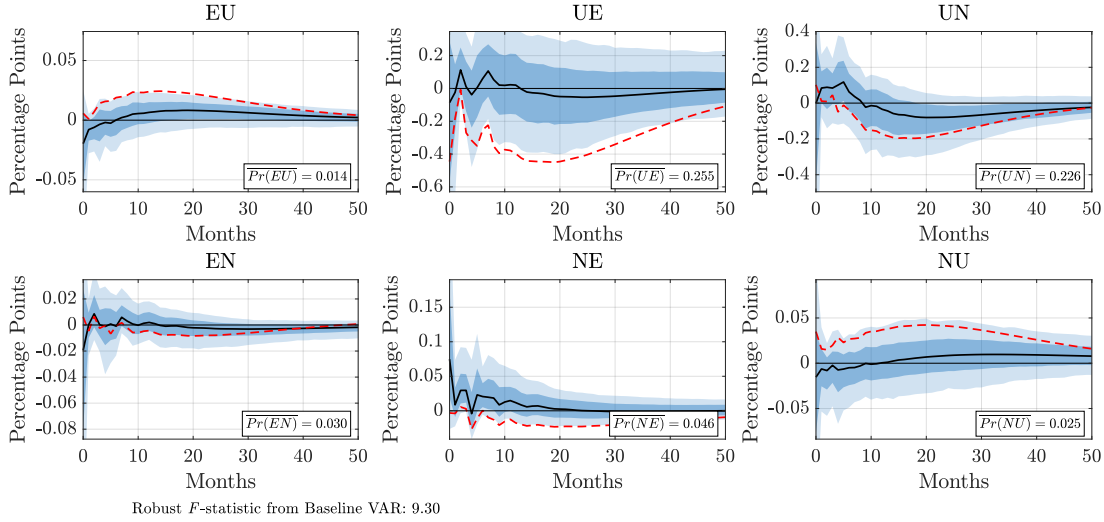 EU
UE
UN
Percentage Points
0.05
0
-0.05
0 10 20 30 40 50
Months
$\overline{Pr(EU)} = 0.014$
Percentage Points
0.2
0
-0.2
-0.4
-0.6
0 10 20 30 40 50
Months
$\overline{Pr(UE)} = 0.255$
Percentage Points
0.4
0.2
0
-0.2
-0.4
0 10 20 30 40 50
Months
$\overline{Pr(UN)} = 0.226$
EN
NE
NU
Percentage Points
0.02
0
-0.02
-0.04
-0.06
-0.08
0 10 20 30 40 50
Months
$\overline{Pr(EN)} = 0.030$
Percentage Points
0.15
0.1
0.05
0
0 10 20 30 40 50
Months
$\overline{Pr(NE)} = 0.046$
Percentage Points
0.05
0
-0.05
0 10 20 30 40 50
Months
$\overline{Pr(NU)} = 0.025$
Robust F-statistic from Baseline VAR: 9.30